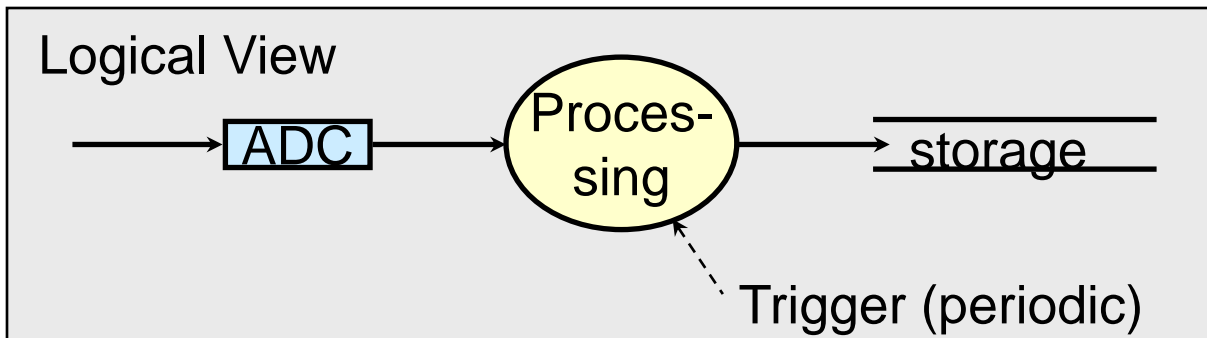 Logical View
ADC
Proces-
sing
storage
Trigger (periodic)